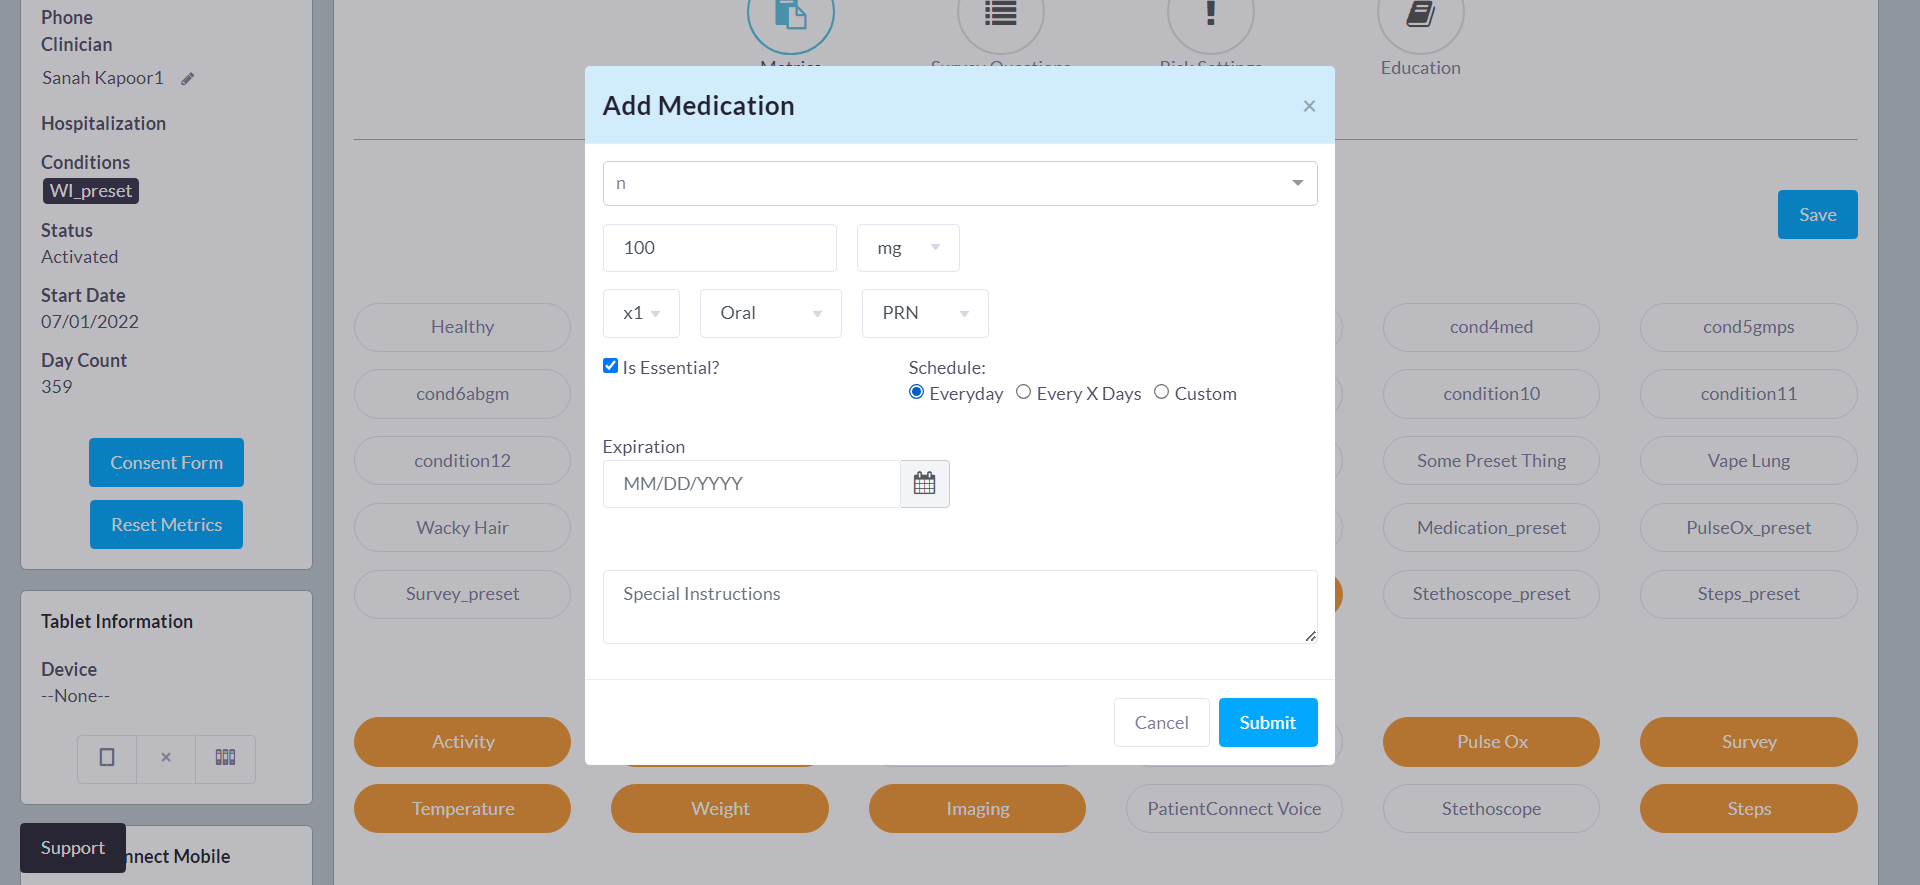 Phone
Clinician
Sanah Kapoor1
Hospitalization
Conditions
WI_preset
Status
Activated
Start Date
07/01/2022
Day Count
359
Consent Form
Reset Metrics
Tablet Information
Device
--None--
Support
nnect Mobile
Metrics
Survey Questions
Risk Settings
Education
Save
Add Medication
×
n
100
mg
x1
Oral
PRN
Is Essential?
Schedule:
Everyday
Every X Days
Custom
Expiration
MM/DD/YYYY
Special Instructions
Cancel
Submit
Healthy
cond4med
cond5gmps
cond6abgm
condition10
condition11
condition12
Some Preset Thing
Vape Lung
Wacky Hair
Medication_preset
PulseOx_preset
Survey_preset
Stethoscope_preset
Steps_preset
Activity
Pulse Ox
Survey
Temperature
Weight
Imaging
PatientConnect Voice
Stethoscope
Steps